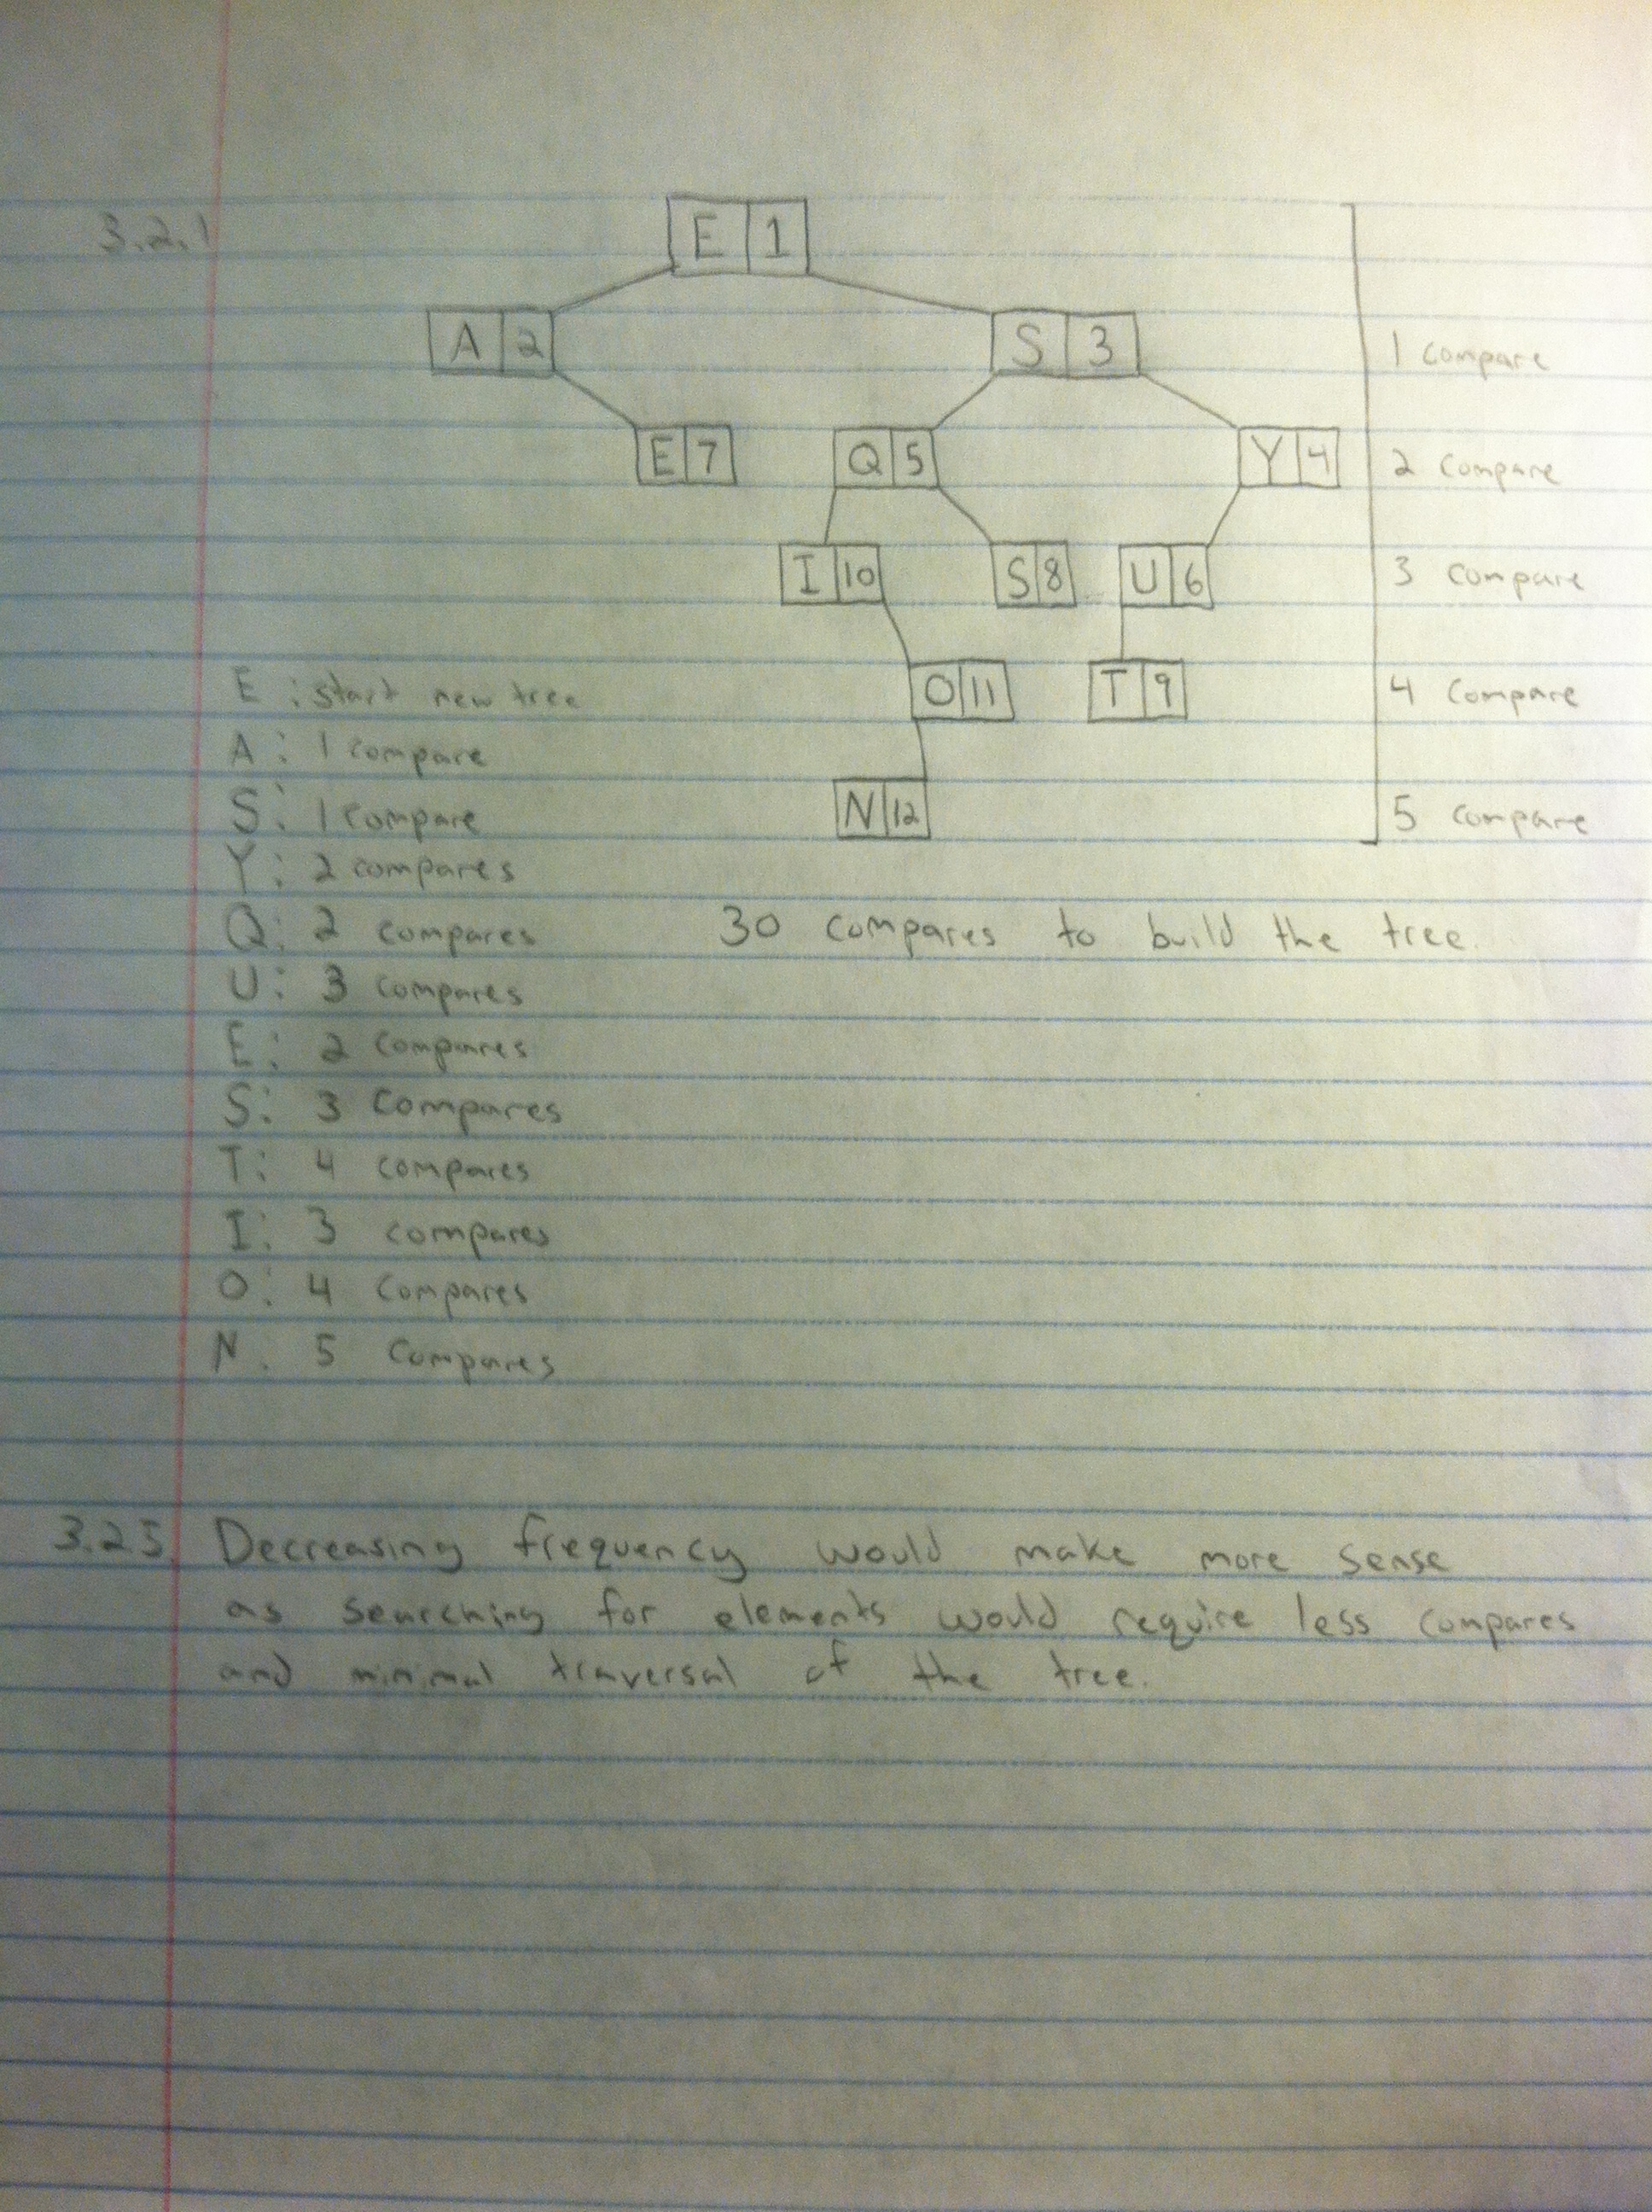 3.2.1
E 1
A 2 S 3 1 compare
E 7 Q 5 Y 4 2 compare
I 10 S 8 U 6 3 compare
O 11 T 9 4 compare
N 12 5 compare
E : start new tree
A : 1 compare
S : 1 compare
Y : 2 compares
Q : 2 compares
30 compares to build the tree.
U : 3 compares
E : 2 compares
S : 3 compares
T : 4 compares
I : 3 compares
O : 4 compares
N : 5 compares
3.25 Decreasing frequency would make more sense
as searching for elements would require less compares
and minimal traversal of the tree.